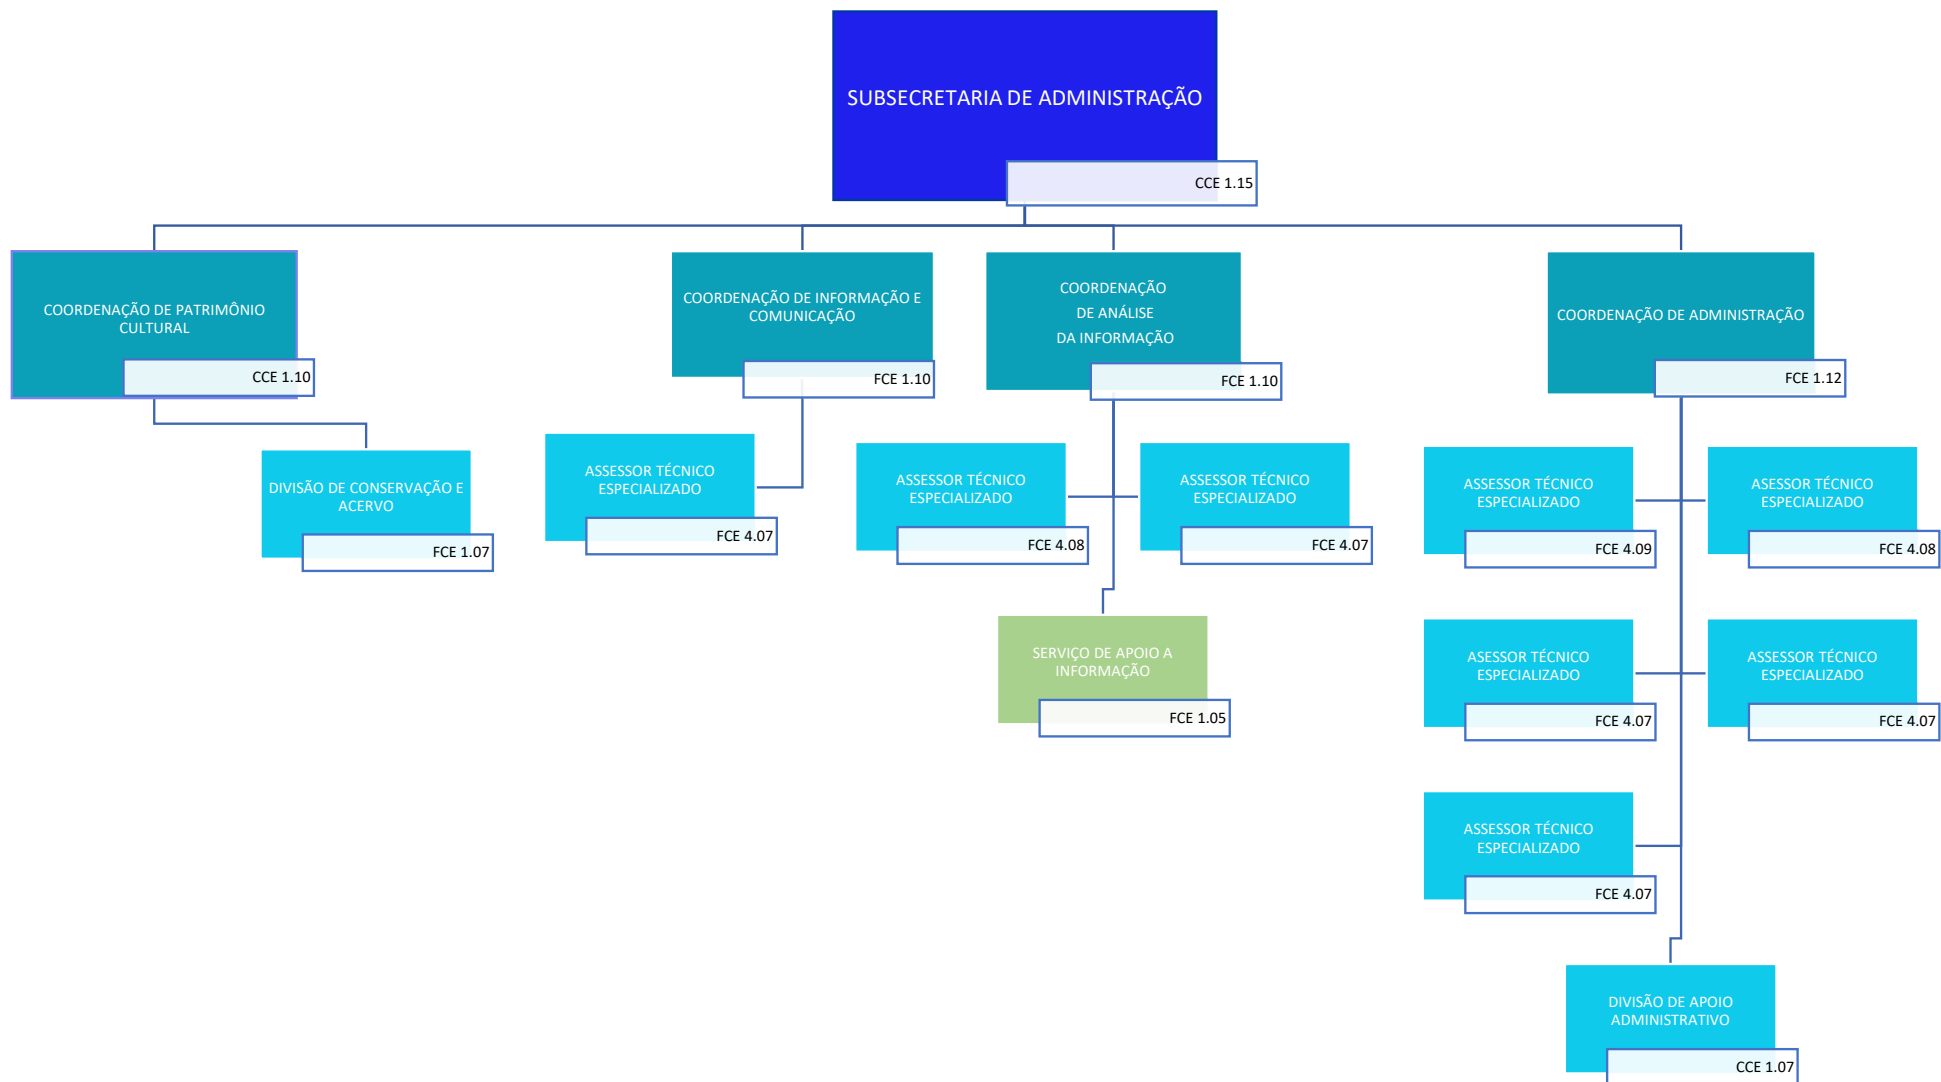 SUBSECRETARIA DE ADMINISTRAÇÃO
CCE 1.15
COORDENAÇÃO DE PATRIMÔNIO
CULTURAL
CCE 1.10
COORDENAÇÃO DE INFORMAÇÃO E
COMUNICAÇÃO
FCE 1.10
COORDENAÇÃO
DE ANÁLISE
DA INFORMAÇÃO
FCE 1.10
COORDENAÇÃO DE ADMINISTRAÇÃO
FCE 1.12
DIVISÃO DE CONSERVAÇÃO E
ACERVO
FCE 1.07
ASSESSOR TÉCNICO
ESPECIALIZADO
FCE 4.07
ASSESSOR TÉCNICO
ESPECIALIZADO
FCE 4.08
ASSESSOR TÉCNICO
ESPECIALIZADO
FCE 4.07
SERVIÇO DE APOIO A
INFORMAÇÃO
FCE 1.05
ASSESSOR TÉCNICO
ESPECIALIZADO
FCE 4.09
ASESSOR TÉCNICO
ESPECIALIZADO
FCE 4.08
ASESSOR TÉCNICO
ESPECIALIZADO
FCE 4.07
ASSESSOR TÉCNICO
ESPECIALIZADO
FCE 4.07
ASSESSOR TÉCNICO
ESPECIALIZADO
FCE 4.07
DIVISÃO DE APOIO
ADMINISTRATIVO
CCE 1.07